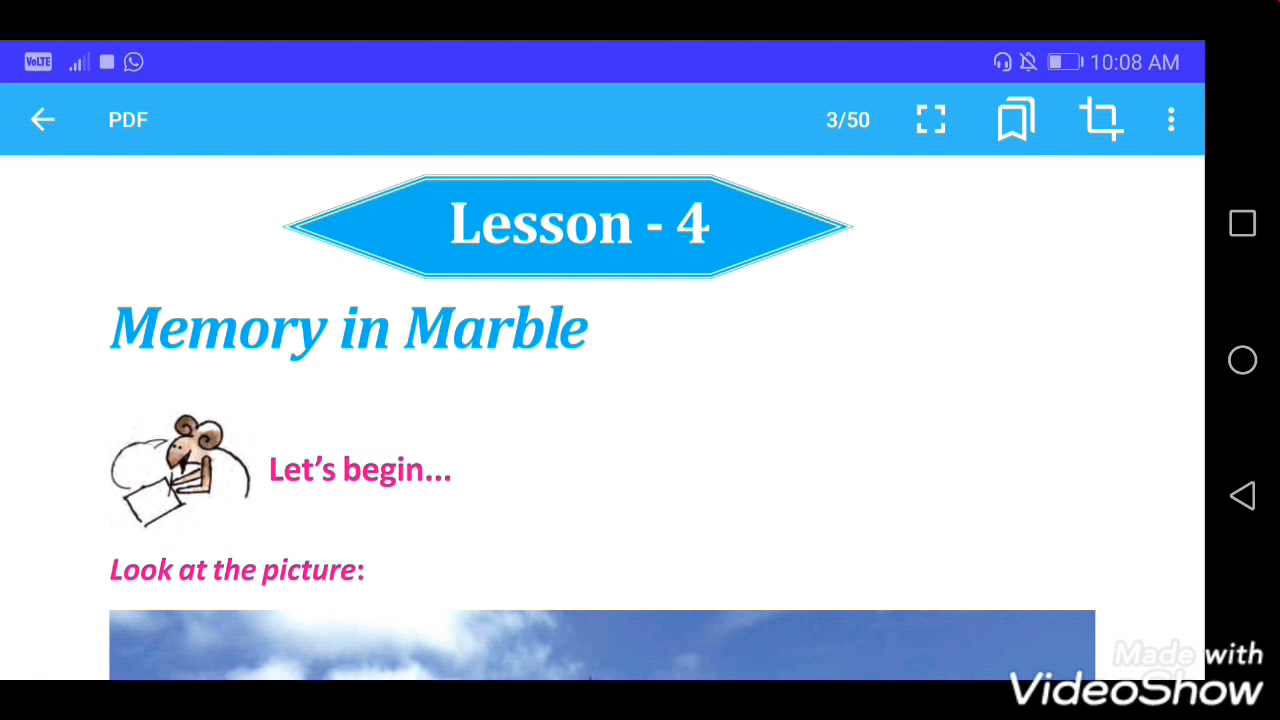 VoLTE 10:08 AM
PDF 3/50
Lesson - 4
Memory in Marble
Let's begin...
Look at the picture:
Made with
VideoShow